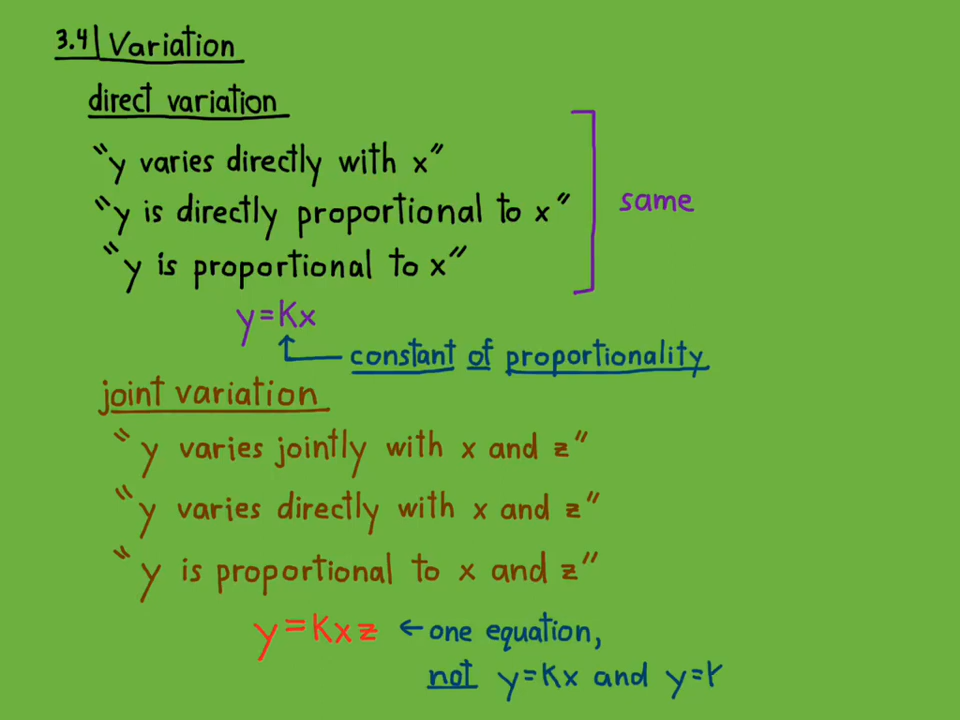 3.4 Variation
direct variation
"y varies directly with x"
"y is directly proportional to x"
same
"y is proportional to x"
y=Kx
constant of proportionality
joint variation
"y varies jointly with x and z"
"y varies directly with x and z"
"y is proportional to x and z"
y=Kxz ← one equation,
not y=Kx and y=